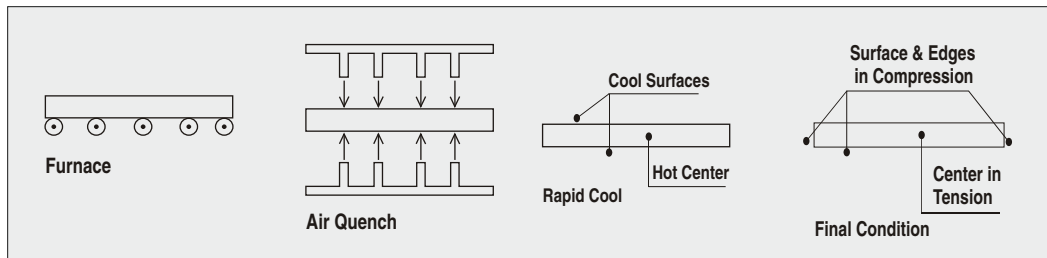 Furnace
Air Quench
Cool Surfaces
Hot Center
Rapid Cool
Surface & Edges
in Compression
Center in
Tension
Final Condition